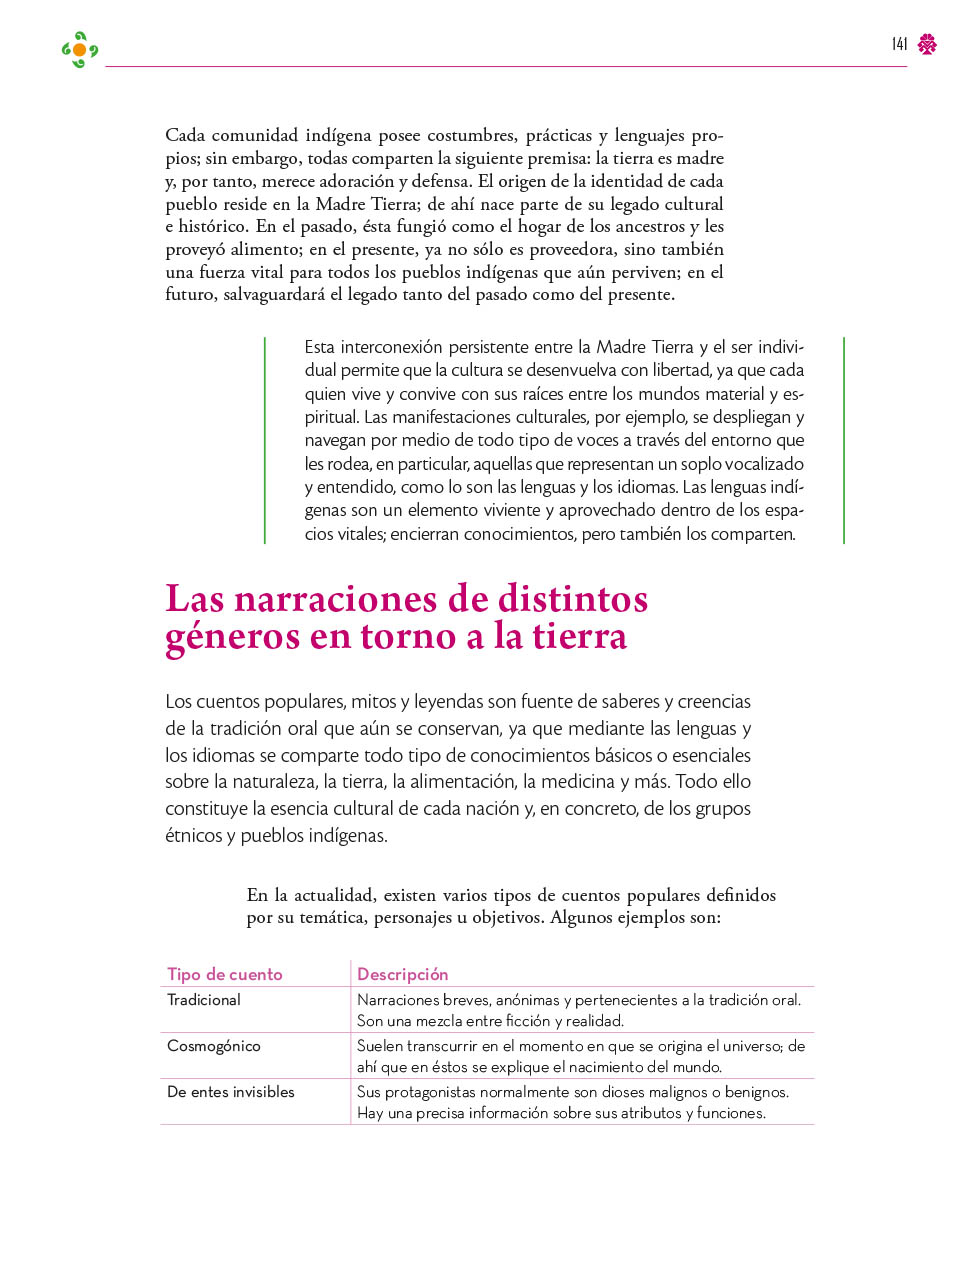 141
Cada comunidad indígena posee costumbres, prácticas y lenguajes pro-
pios; sin embargo, todas comparten la siguiente premisa: la tierra es madre
y, por tanto, merece adoración y defensa. El origen de la identidad de cada
pueblo reside en la Madre Tierra; de ahí nace parte de su legado cultural
e histórico. En el pasado, ésta fungió como el hogar de los ancestros y les
proveyó alimento; en el presente, ya no sólo es proveedora, sino también
una fuerza vital para todos los pueblos indígenas que aún perviven; en el
futuro, salvaguardará el legado tanto del pasado como del presente.
Esta interconexión persistente entre la Madre Tierra y el ser indivi-
dual permite que la cultura se desenvuelva con libertad, ya que cada
quien vive y convive con sus raíces entre los mundos material y es-
piritual. Las manifestaciones culturales, por ejemplo, se despliegan y
navegan por medio de todo tipo de voces a través del entorno que
les rodea, en particular, aquellas que representan un soplo vocalizado
y entendido, como lo son las lenguas y los idiomas. Las lenguas indí-
genas son un elemento viviente y aprovechado dentro de los espa-
cios vitales; encierran conocimientos, pero también los comparten.
Las narraciones de distintos
géneros en torno a la tierra
Los cuentos populares, mitos y leyendas son fuente de saberes y creencias
de la tradición oral que aún se conservan, ya que mediante las lenguas y
los idiomas se comparte todo tipo de conocimientos básicos o esenciales
sobre la naturaleza, la tierra, la alimentación, la medicina y más. Todo ello
constituye la esencia cultural de cada nación y, en concreto, de los grupos
étnicos y pueblos indígenas.
En la actualidad, existen varios tipos de cuentos populares definidos
por su temática, personajes u objetivos. Algunos ejemplos son:
Tipo de cuento Descripción
Tradicional Narraciones breves, anónimas y pertenecientes a la tradición oral.
Son una mezcla entre ficción y realidad.
Cosmogónico Suelen transcurrir en el momento en que se origina el universo; de
ahí que en éstos se explique el nacimiento del mundo.
De entes invisibles Sus protagonistas normalmente son dioses malignos o benignos.
Hay una precisa información sobre sus atributos y funciones.